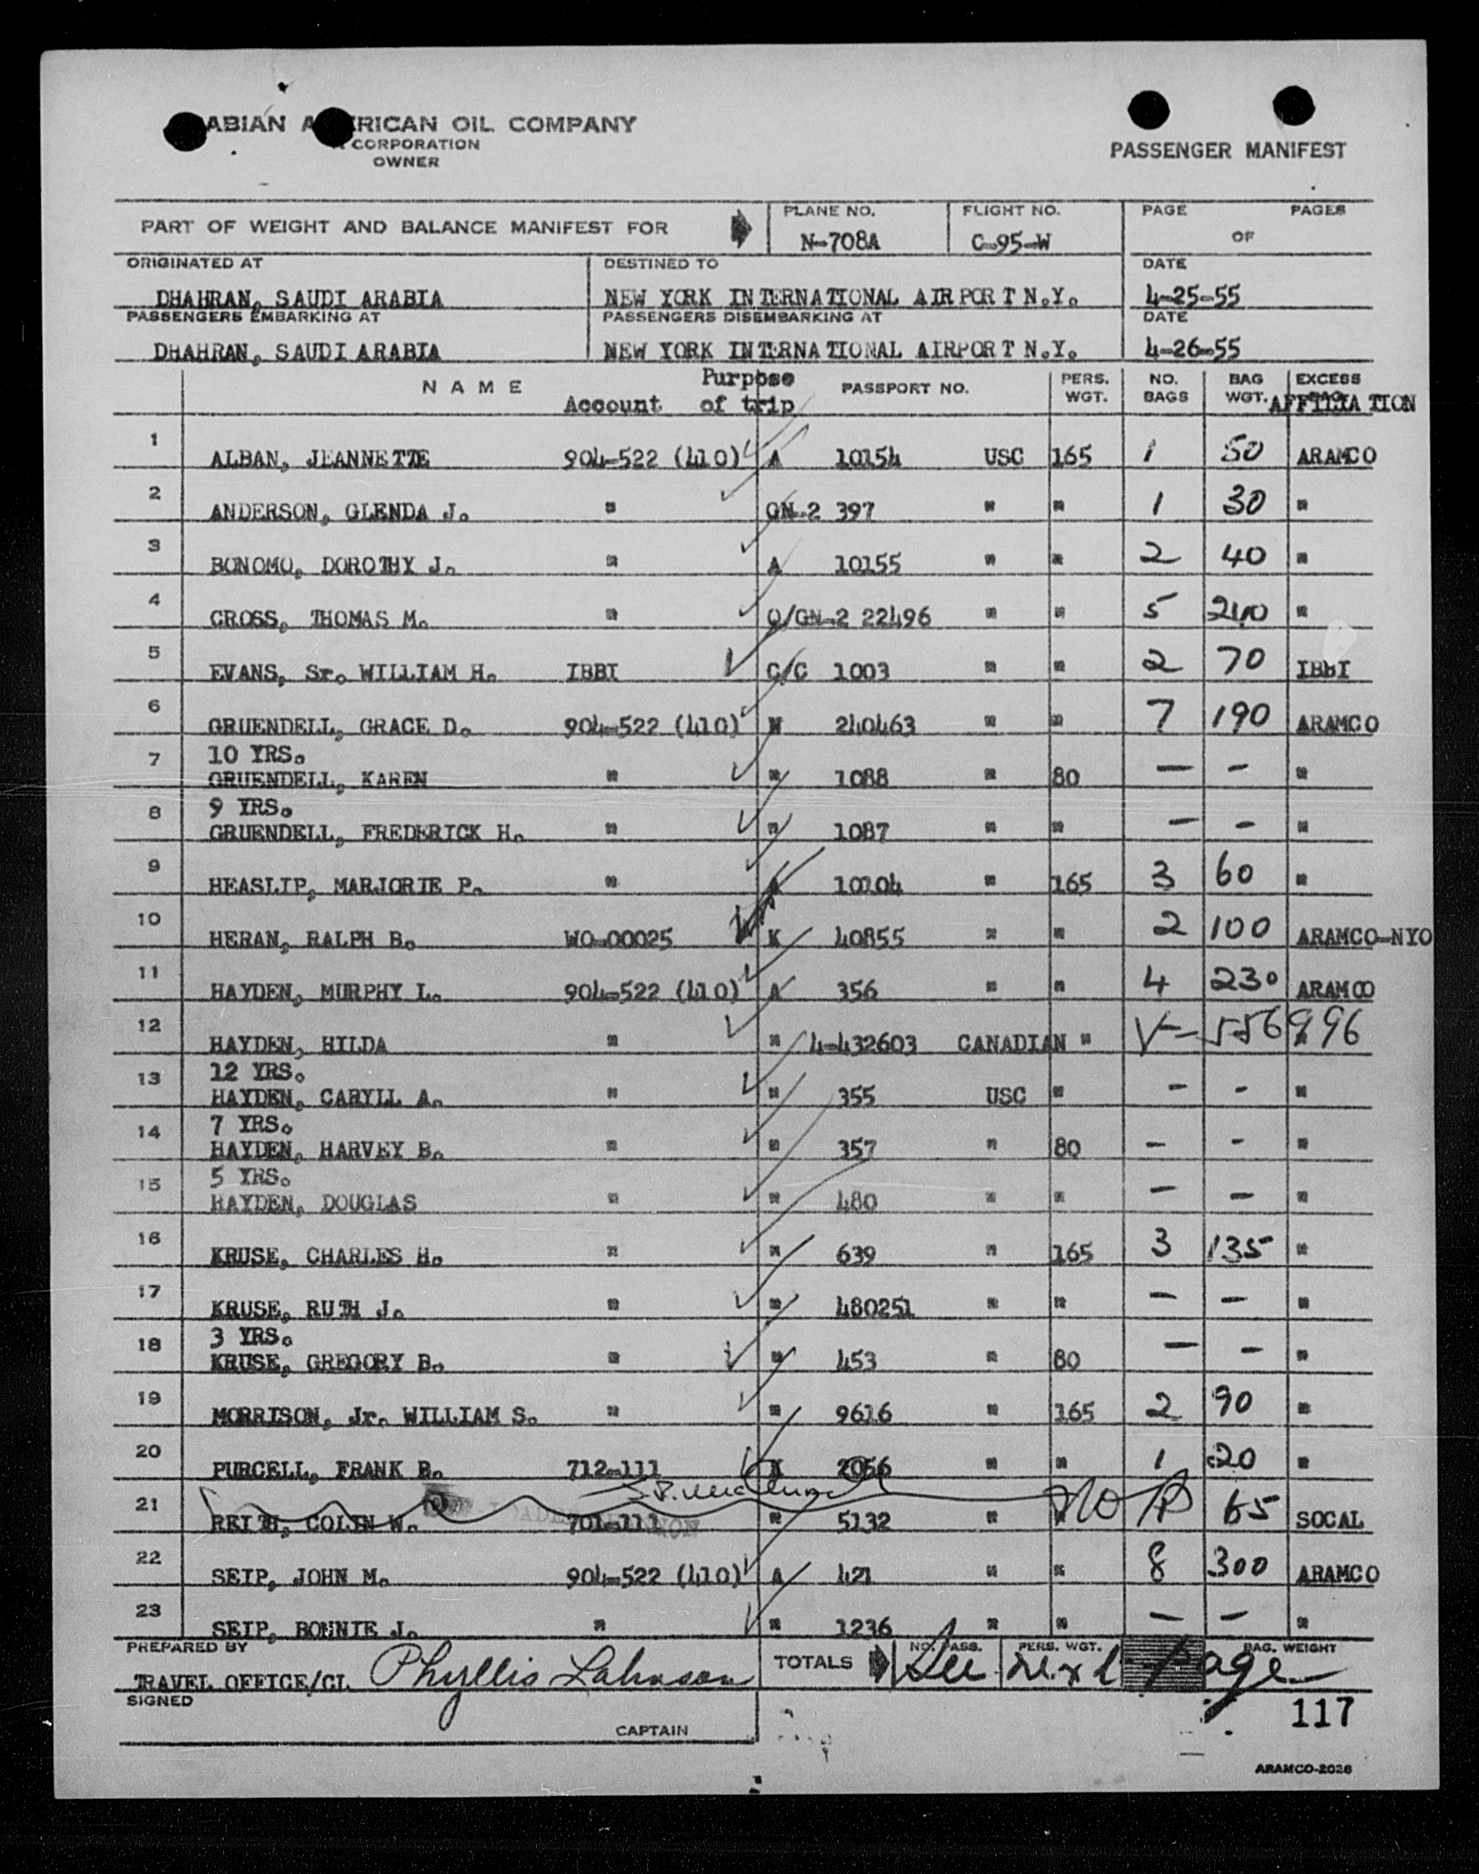 ABIAN A RICAN OIL COMPANY
A CORPORATION
OWNER
PASSENGER MANIFEST
PART OF WEIGHT AND BALANCE MANIFEST FOR PLANE NO. N-708A FLIGHT NO. C-95-W PAGE OF PAGES
ORIGINATED AT DESTINED TO DATE
DHAHRAN, SAUDI ARABIA NEW YORK INTERNATIONAL AIRPORT N.Y. 4-25-55
PASSENGERS EMBARKING AT PASSENGERS DISEMBARKING AT DATE
DHAHRAN, SAUDI ARABIA NEW YORK INTERNATIONAL AIRPORT N.Y. 4-26-55
NAME Account Purpose of trip PASSPORT NO. PERS. WGT. NO. BAGS BAG WGT. EXCESS AFFILIATION
1 ALBAN, JEANNETTE 904-522 (410) A 10154 USC 165 1 50 ARAMCO
2 ANDERSON, GLENDA J. " GN-2 397 " " 1 30 "
3 BONOMO, DOROTHY J. " A 10155 " " 2 40 "
4 CROSS, THOMAS M. " O/GN-2 22496 " " 5 240 "
5 EVANS, Sr. WILLIAM H. IBBI C/C 1003 " " 2 70 IBBI
6 GRUENDELL, GRACE D. 904-522 (410) N 240463 " " 7 190 ARAMCO
10 YRS.
7 GRUENDELL, KAREN " " 1088 " 80 — - "
9 YRS.
8 GRUENDELL, FREDERICK H. " " 1087 " " — - "
9 HEASLIP, MARJORIE P. " A 10204 " 165 3 60 "
10 HERAN, RALPH B. WO-00025 K 40855 " " 2 100 ARAMCO-NYO
11 HAYDEN, MURPHY L. 904-522 (410) A 356 " " 4 230 ARAMCO
12 HAYDEN, HILDA " " 4-432603 CANADIAN " V-556996
12 YRS.
13 HAYDEN, CARYLL A. " " 355 USC " - - "
7 YRS.
14 HAYDEN, HARVEY B. " " 357 " 80 - - "
5 YRS.
15 HAYDEN, DOUGLAS " " 480 " " — — "
16 KRUSE, CHARLES H. " " 639 " 165 3 135 "
17 KRUSE, RUTH J. " " 480251 " " — — "
3 YRS.
18 KRUSE, GREGORY B. " " 453 " 80 — — "
19 MORRISON, Jr. WILLIAM S. " " 9616 " 165 2 90 "
20 PURCELL, FRANK B. 712-111 K 2056 " " 1 20 "
21 REITH, COLIN W. 701-111 " 5132 " " 65 SOCAL
22 SEIP, JOHN M. 904-522 (410) A 421 " " 8 300 ARAMCO
23 SEIP, BONNIE J. " " 1236 " " — — "
PREPARED BY TOTALS NO. PASS. PERS. WGT. BAG. WEIGHT
TRAVEL OFFICE/CL Phyllis Lahnson See next page
SIGNED
CAPTAIN
117
ARAMCO-2026